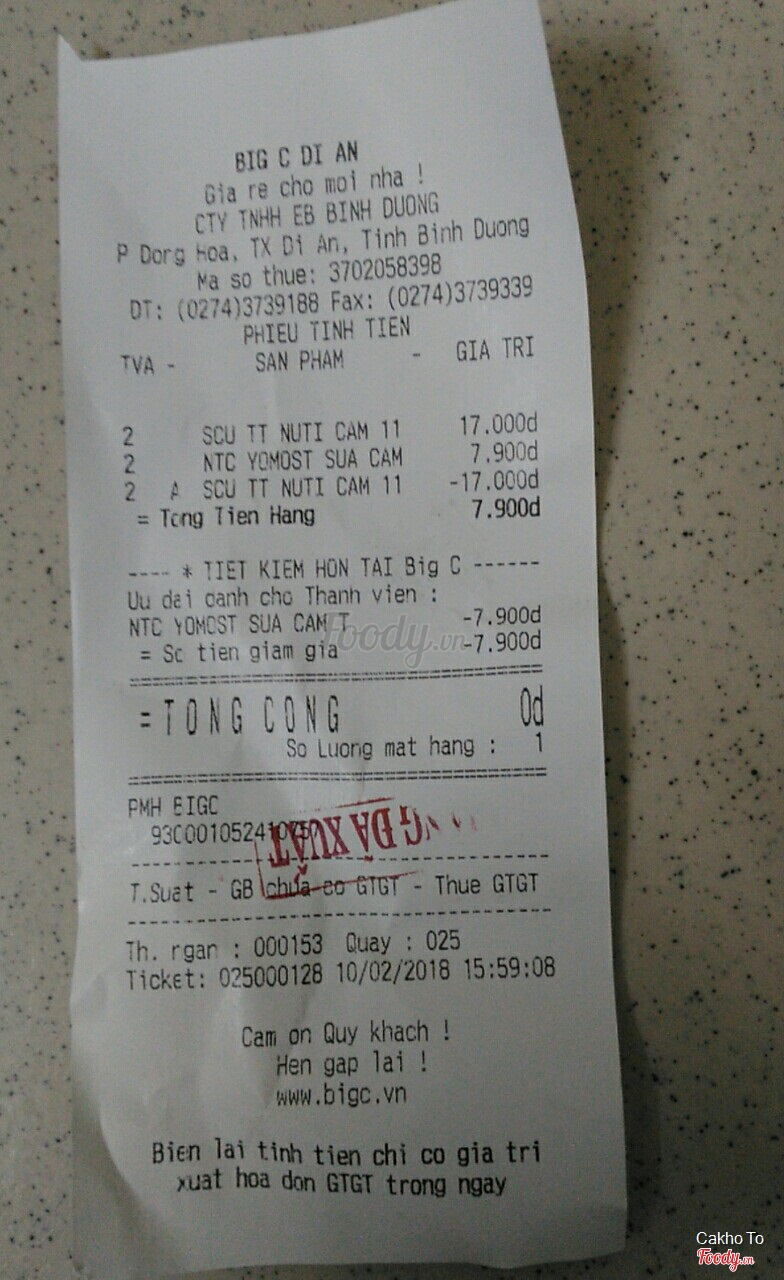 BIG C DI AN
Gia re cho moi nha !
CTY TNHH EB BINH DUONG
P Dong Hoa, TX Di An, Tinh Binh Duong
Ma so thue: 3702058398
DT: (0274)3739188 Fax: (0274)3739339
PHIEU TINH TIEN
TVA - SAN PHAM - GIA TRI
2 SCU TT NUTI CAM 11 17.000d
2 NTC YOMOST SUA CAM 7.900d
2 A SCU TT NUTI CAM 11 -17.000d
= Tong Tien Hang 7.900d
---- * TIET KIEM HON TAI Big C ------
Uu dai danh cho Thanh vien :
NTC YOMOST SUA CAM T -7.900d
= So tien giam gia -7.900d
=TONG CONG 0d
So Luong mat hang : 1
PMH BIGC
ĐÃ XUẤT
T.Suat - GB chua co GTGT - Thue GTGT
Th. ngan : 000153 Quay : 025
Ticket: 025000128 10/02/2018 15:59:08
Cam on Quy khach !
Hen gap lai !
www.bigc.vn
Bien lai tinh tien chi co gia tri
xuat hoa don GTGT trong ngay
Foody.vn
Cakho To
Foody.vn